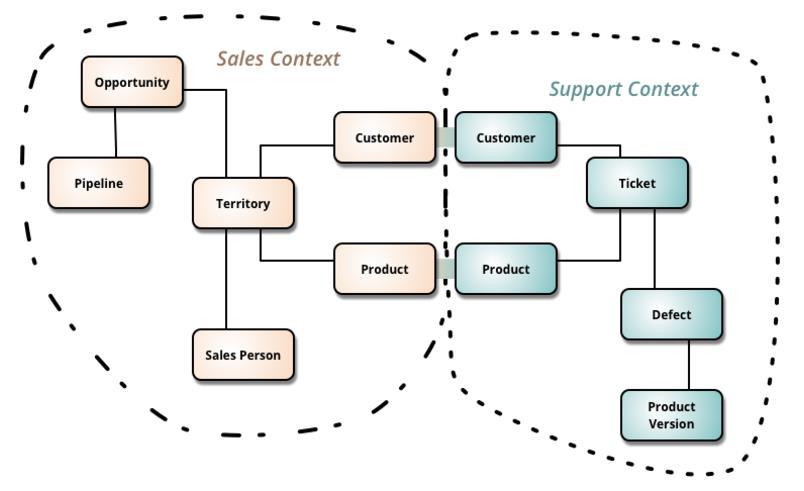 Sales Context
Opportunity
Support Context
Customer
Customer
Pipeline
Ticket
Territory
Product
Product
Defect
Sales Person
Product
Version